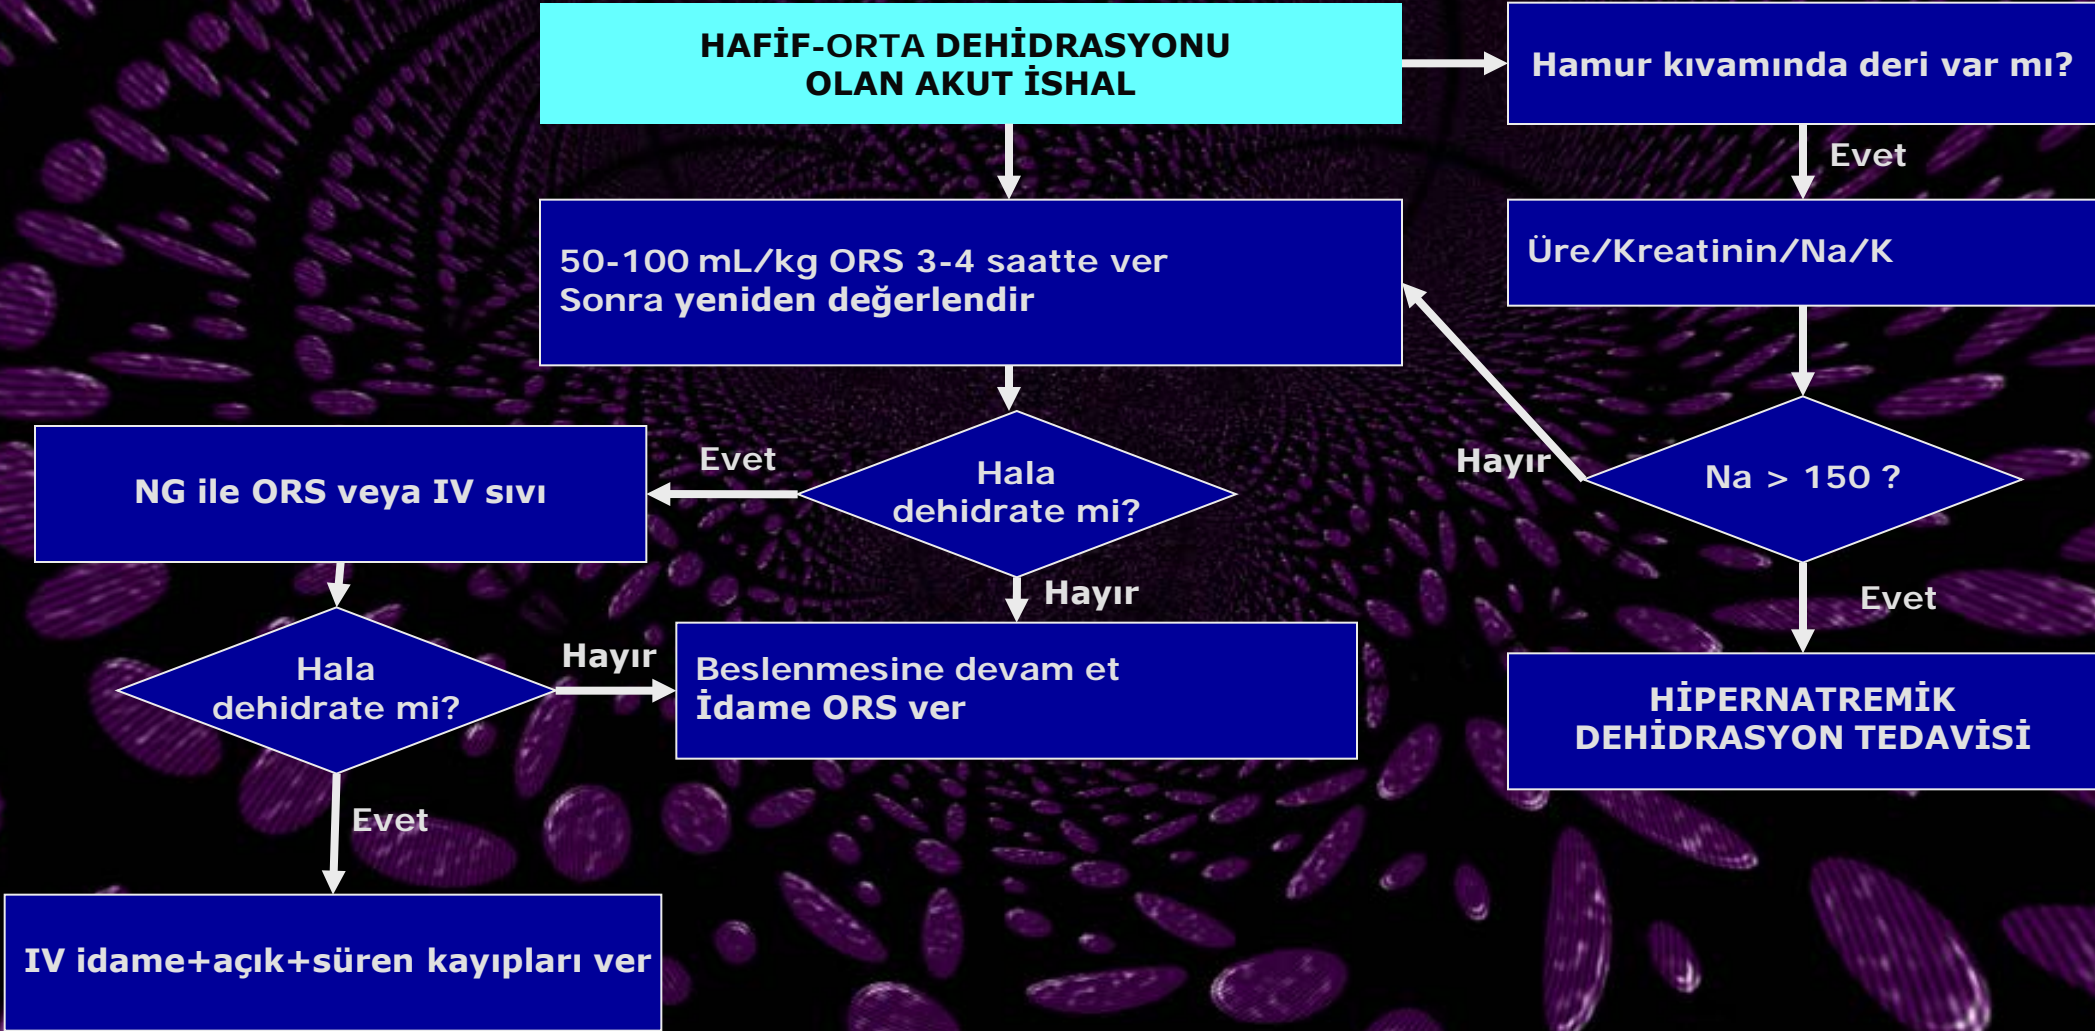 HAFİF-ORTA DEHİDRASYONU
OLAN AKUT İSHAL
Hamur kıvamında deri var mı?
Evet
50-100 mL/kg ORS 3-4 saatte ver
Sonra yeniden değerlendir
Üre/Kreatinin/Na/K
NG ile ORS veya IV sıvı
Evet
Hala
dehidrate mi?
Hayır
Na > 150 ?
Hayır
Evet
Hala
dehidrate mi?
Hayır
Beslenmesine devam et
İdame ORS ver
HİPERNATREMİK
DEHİDRASYON TEDAVİSİ
Evet
IV idame+açık+süren kayıpları ver